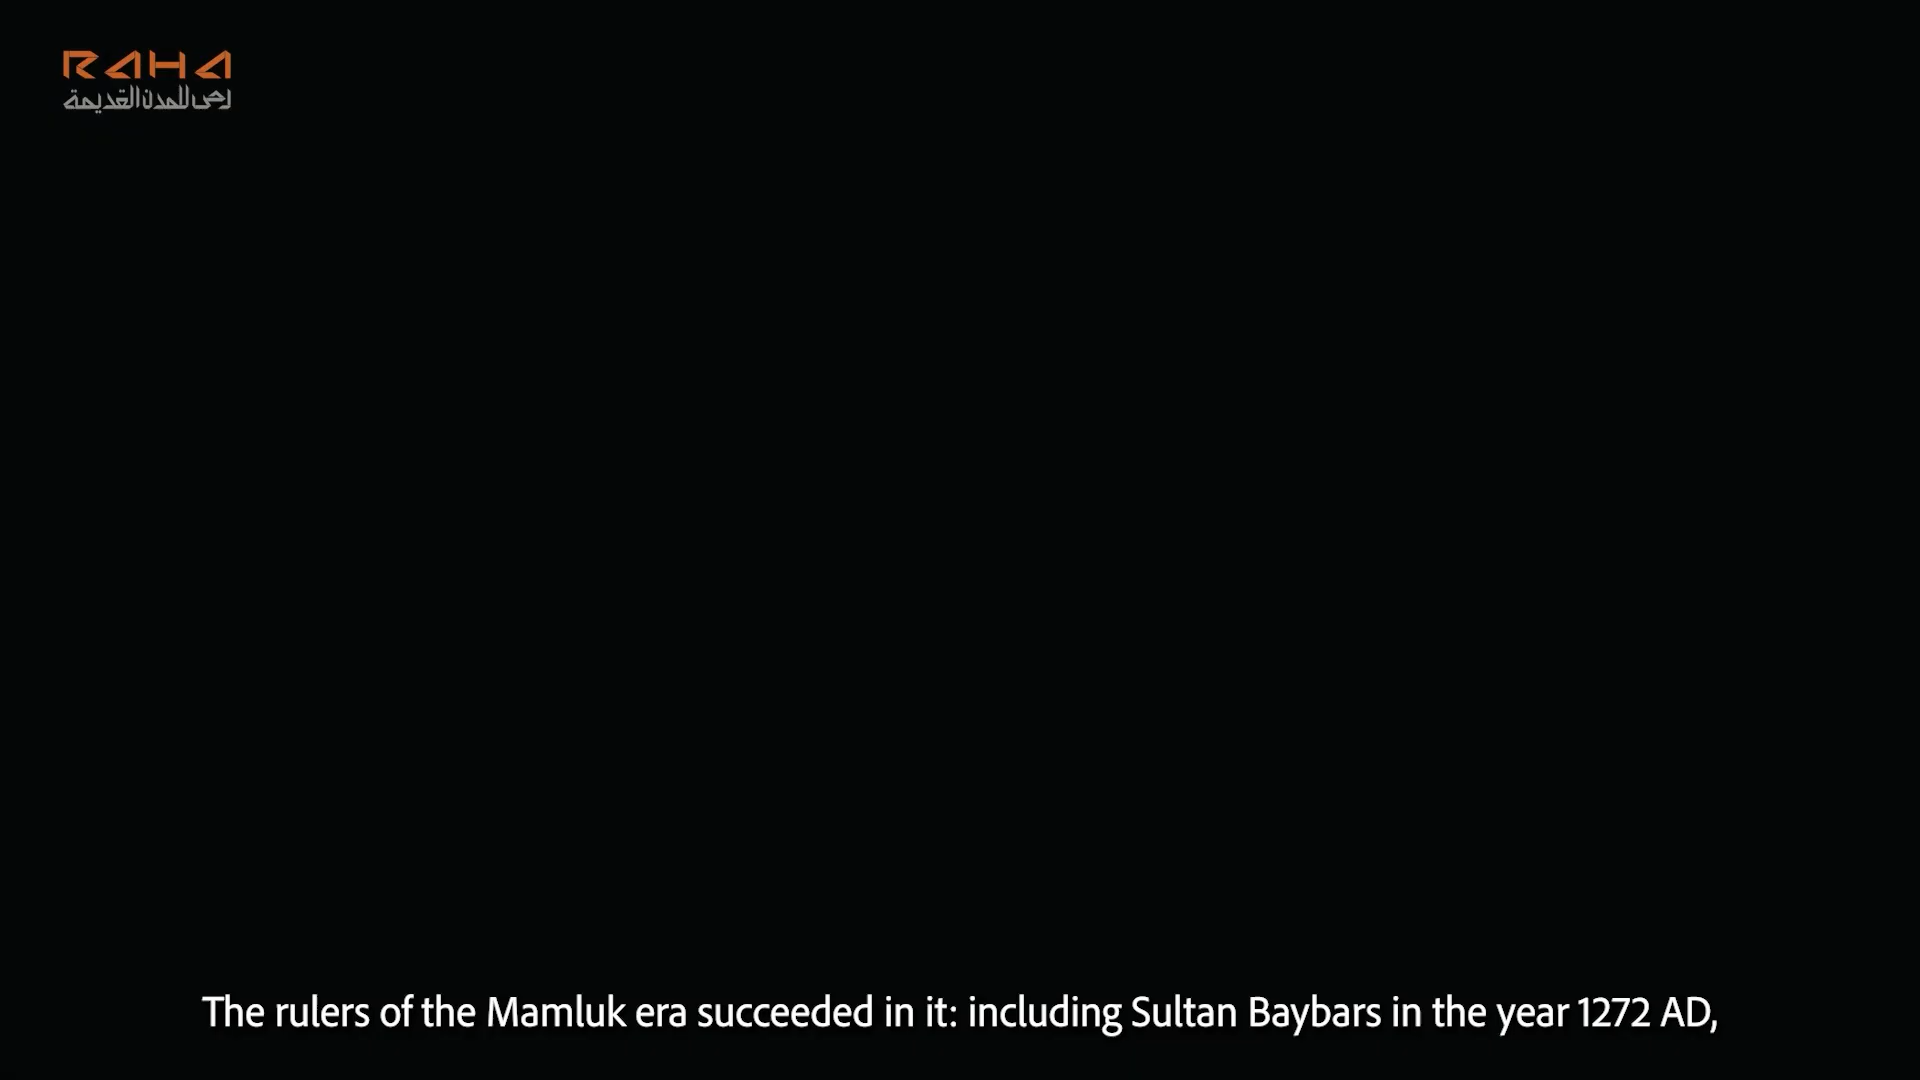 RAHA
رحى للمدن القديمة
The rulers of the Mamluk era succeeded in it: including Sultan Baybars in the year 1272 AD,